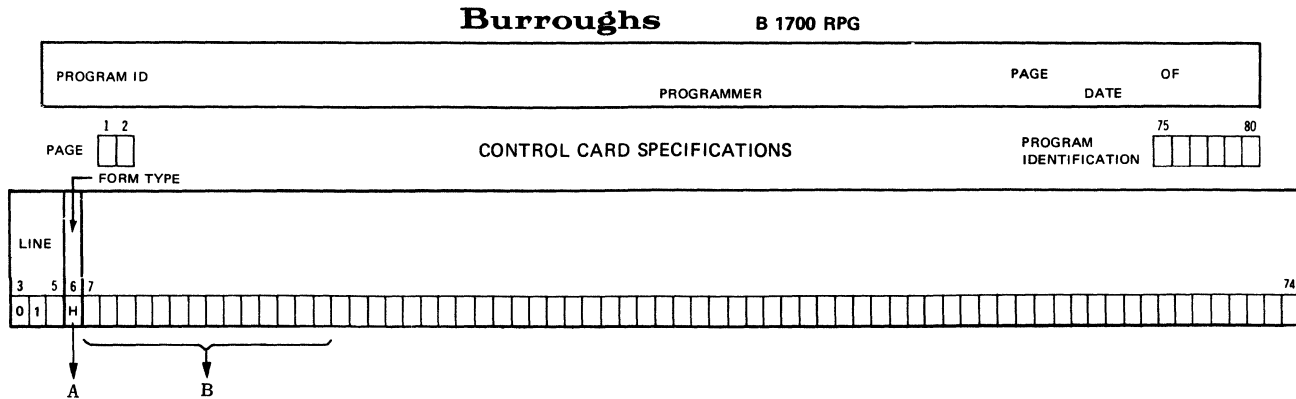 Burroughs B 1700 RPG
PROGRAM ID
PROGRAMMER
PAGE OF
DATE
PAGE 1 2
CONTROL CARD SPECIFICATIONS
PROGRAM IDENTIFICATION 75 80
FORM TYPE
LINE
3 5 6 7 74
0 1 H
A B